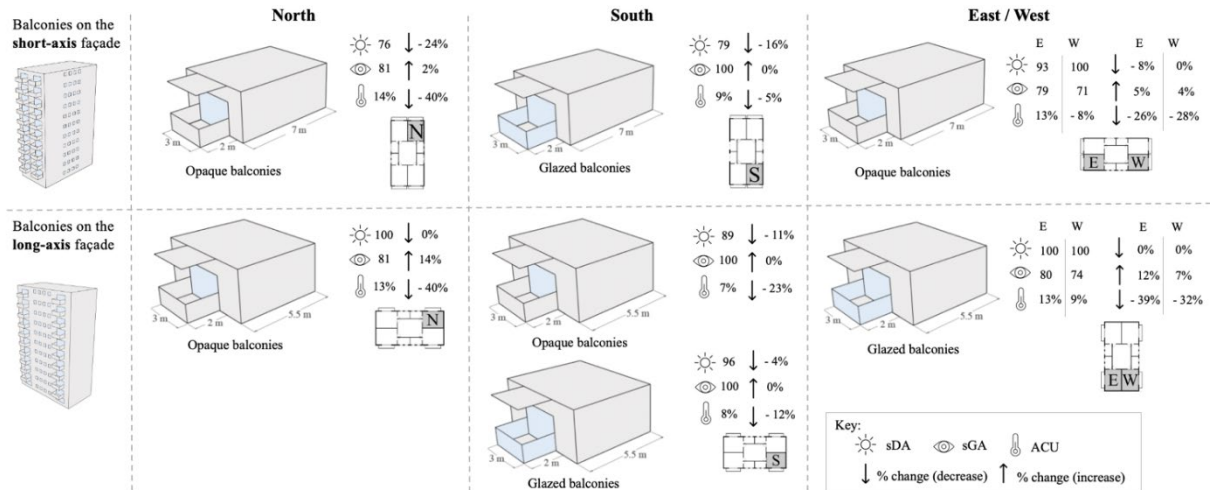 North
South
East / West
Balconies on the
short-axis façade
76 ↓ - 24%
81 ↑ 2%
14% ↓ - 40%
N
3 m
2 m
7 m
Opaque balconies
79 ↓ - 16%
100 ↑ 0%
9% ↓ - 5%
S
3 m
2 m
7 m
Glazed balconies
E W E W
93 100 ↓ - 8% 0%
79 71 ↑ 5% 4%
13% - 8% ↓ - 26% - 28%
E W
3 m
2 m
7 m
Opaque balconies
Balconies on the
long-axis façade
100 ↓ 0%
81 ↑ 14%
13% ↓ - 40%
N
3 m
2 m
5.5 m
Opaque balconies
89 ↓ - 11%
100 ↑ 0%
7% ↓ - 23%
3 m
2 m
5.5 m
Opaque balconies
96 ↓ - 4%
100 ↑ 0%
8% ↓ - 12%
S
3 m
2 m
5.5 m
Glazed balconies
E W E W
100 100 ↓ 0% 0%
80 74 ↑ 12% 7%
13% 9% ↓ - 39% - 32%
E W
3 m
2 m
5.5 m
Glazed balconies
Key:
sDA sGA ACU
↓ % change (decrease) ↑ % change (increase)